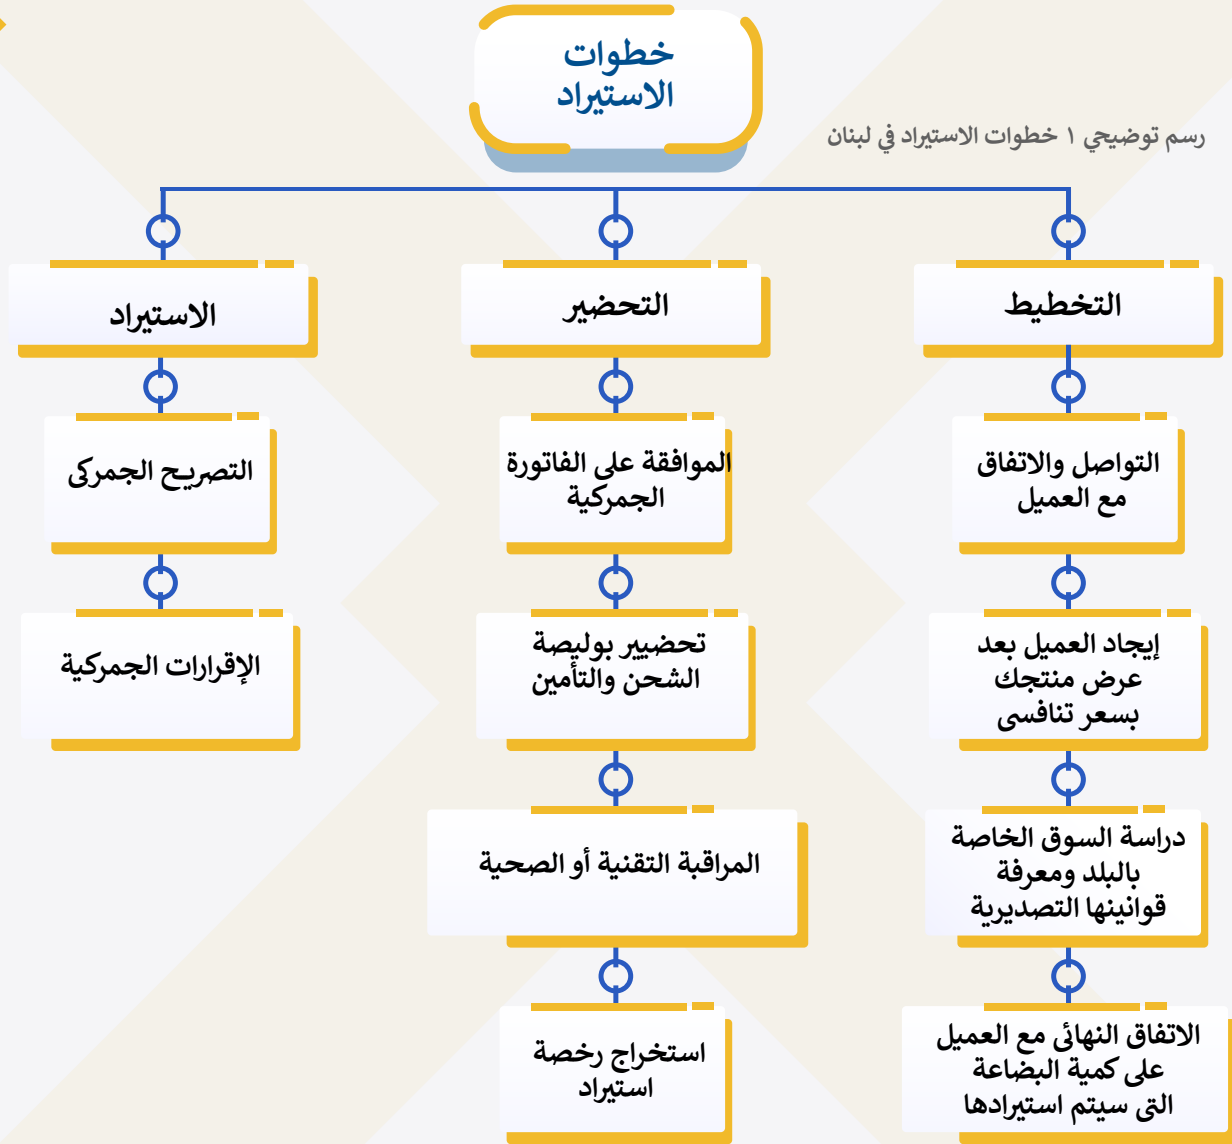 خطوات
الاستيراد
رسم توضيحي ١ خطوات الاستيراد في لبنان
التخطيط
التواصل والاتفاق
مع العميل
إيجاد العميل بعد
عرض منتجك
بسعر تنافسى
دراسة السوق الخاصة
بالبلد ومعرفة
قوانينها التصديرية
الاتفاق النهائى مع العميل
على كمية البضاعة
التى سيتم استيرادها
التحضير
الموافقة على الفاتورة
الجمركية
تحضيير بوليصة
الشحن والتأمين
المراقبة التقنية أو الصحية
استخراج رخصة
استيراد
الاستيراد
التصريح الجمركى
الإقرارات الجمركية